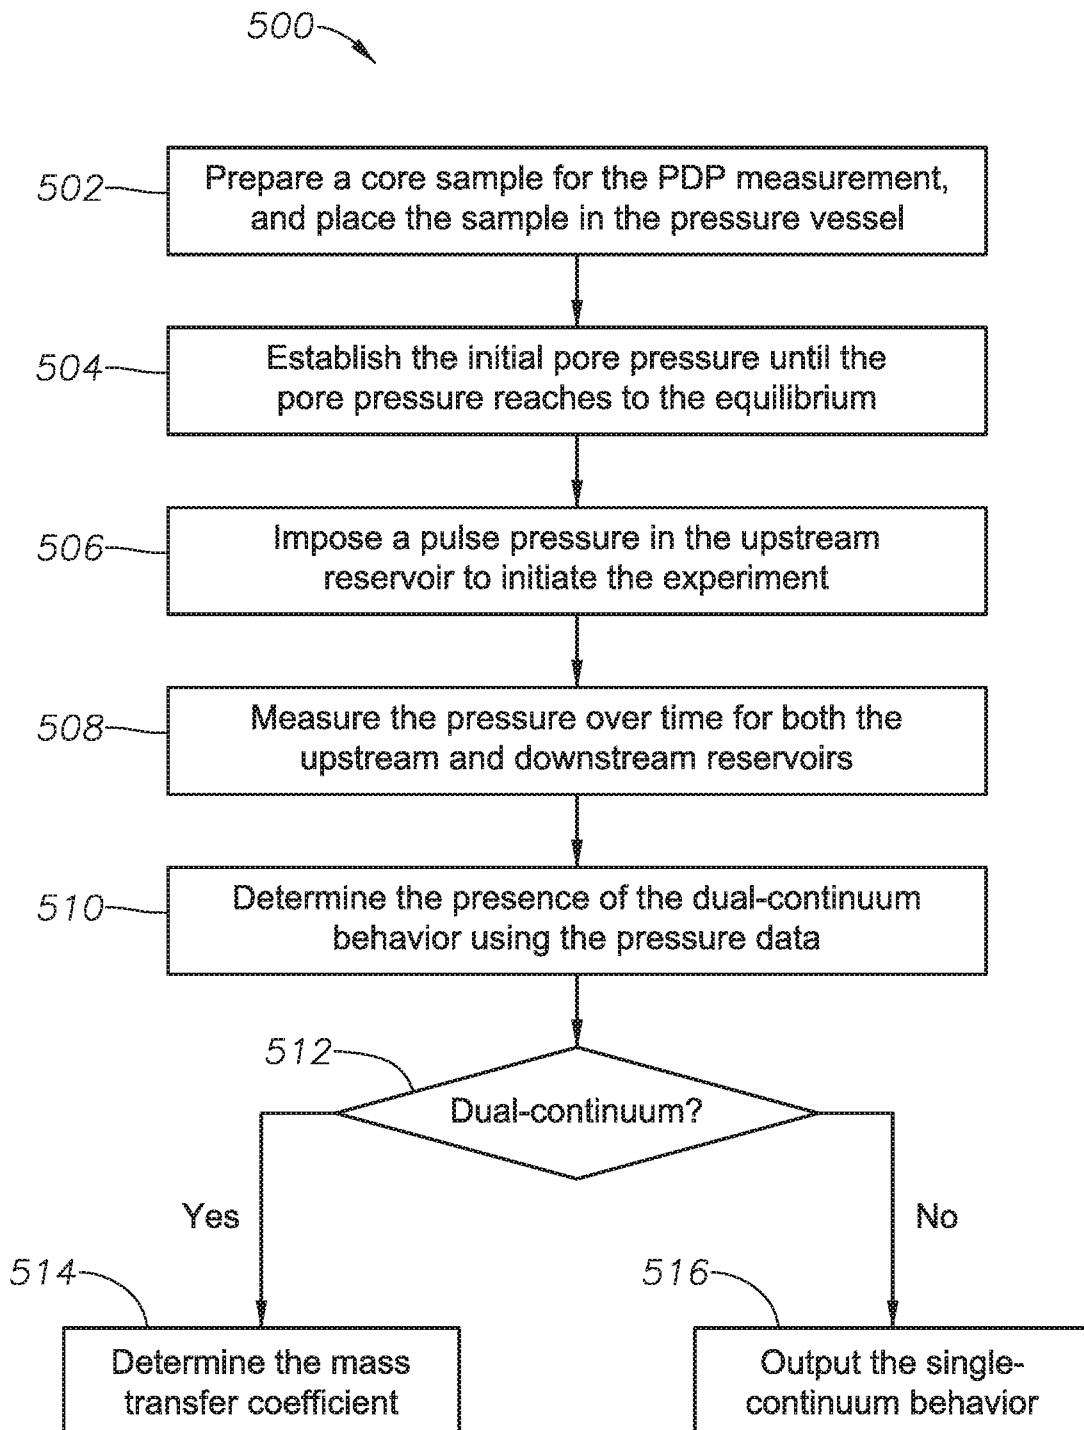 500
502
Prepare a core sample for the PDP measurement,
and place the sample in the pressure vessel
504
Establish the initial pore pressure until the
pore pressure reaches to the equilibrium
506
Impose a pulse pressure in the upstream
reservoir to initiate the experiment
508
Measure the pressure over time for both the
upstream and downstream reservoirs
510
Determine the presence of the dual-continuum
behavior using the pressure data
512
Dual-continuum?
Yes
No
514
Determine the mass
transfer coefficient
516
Output the single-
continuum behavior